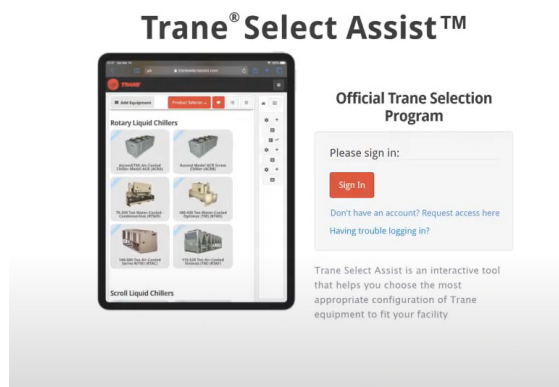 Trane® Select Assist™
TRANE
Add Equipment
Product Selector
Rotary Liquid Chillers
Scroll Liquid Chillers
Official Trane Selection
Program
Please sign in:
Sign In
Don't have an account? Request access here
Having trouble logging in?
Trane Select Assist is an interactive tool
that helps you choose the most
appropriate configuration of Trane
equipment to fit your facility